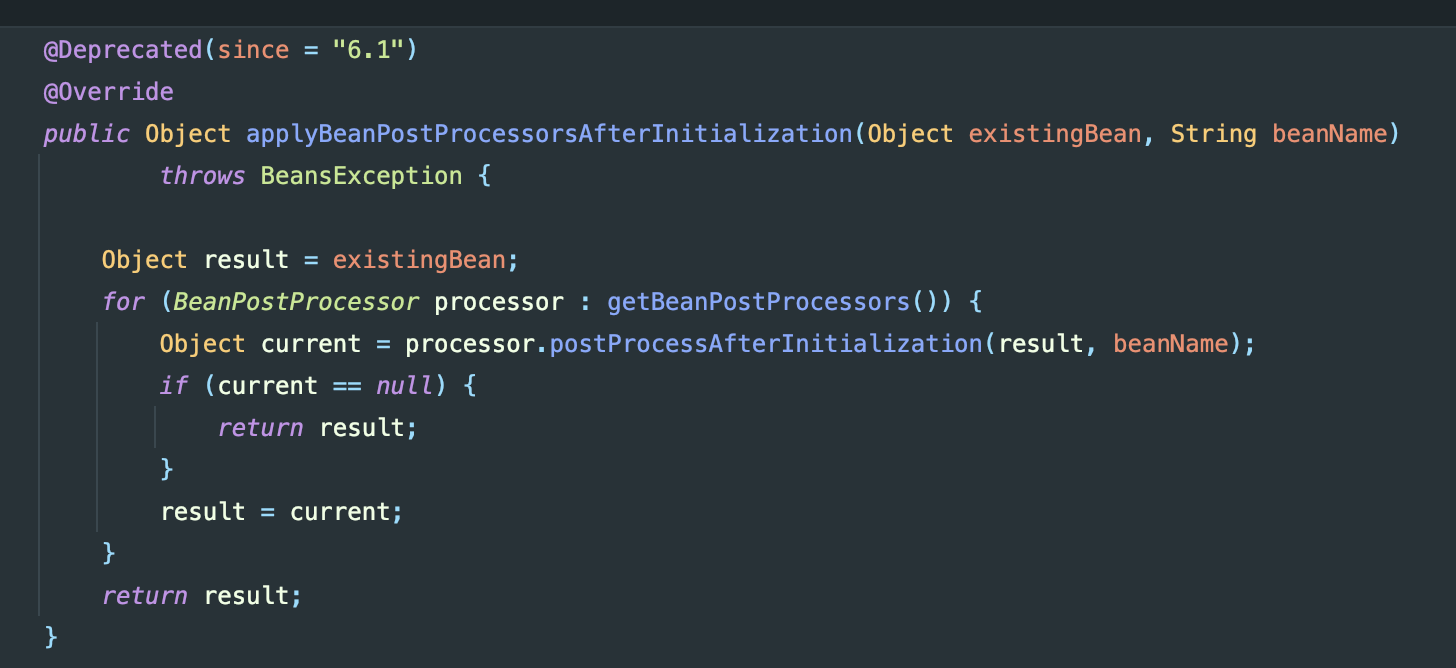 @Deprecated(since = "6.1")
@Override
public Object applyBeanPostProcessorsAfterInitialization(Object existingBean, String beanName)
        throws BeansException {

    Object result = existingBean;
    for (BeanPostProcessor processor : getBeanPostProcessors()) {
        Object current = processor.postProcessAfterInitialization(result, beanName);
        if (current == null) {
            return result;
        }
        result = current;
    }
    return result;
}